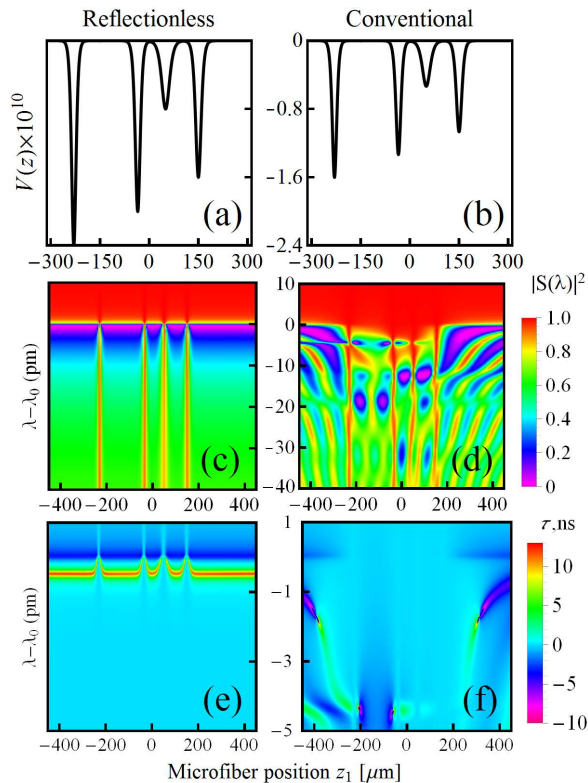 Reflectionless
Conventional
V(z)×10¹⁰
(a)
-300 -150 0 150 300
0
-0.8
-1.6
-2.4
(b)
-300 -150 0 150 300
|S(λ)|²
λ−λ₀ (pm)
(c)
-400 -200 0 200 400
10
0
-10
-20
-30
-40
(d)
-400 -200 0 200 400
1.0
0.8
0.6
0.4
0.2
0
λ−λ₀ (pm)
(e)
-400 -200 0 200 400
1
-1
-3
-5
(f)
-400 -200 0 200 400
τ,ns
10
5
0
-5
-10
Microfiber position z₁ [μm]